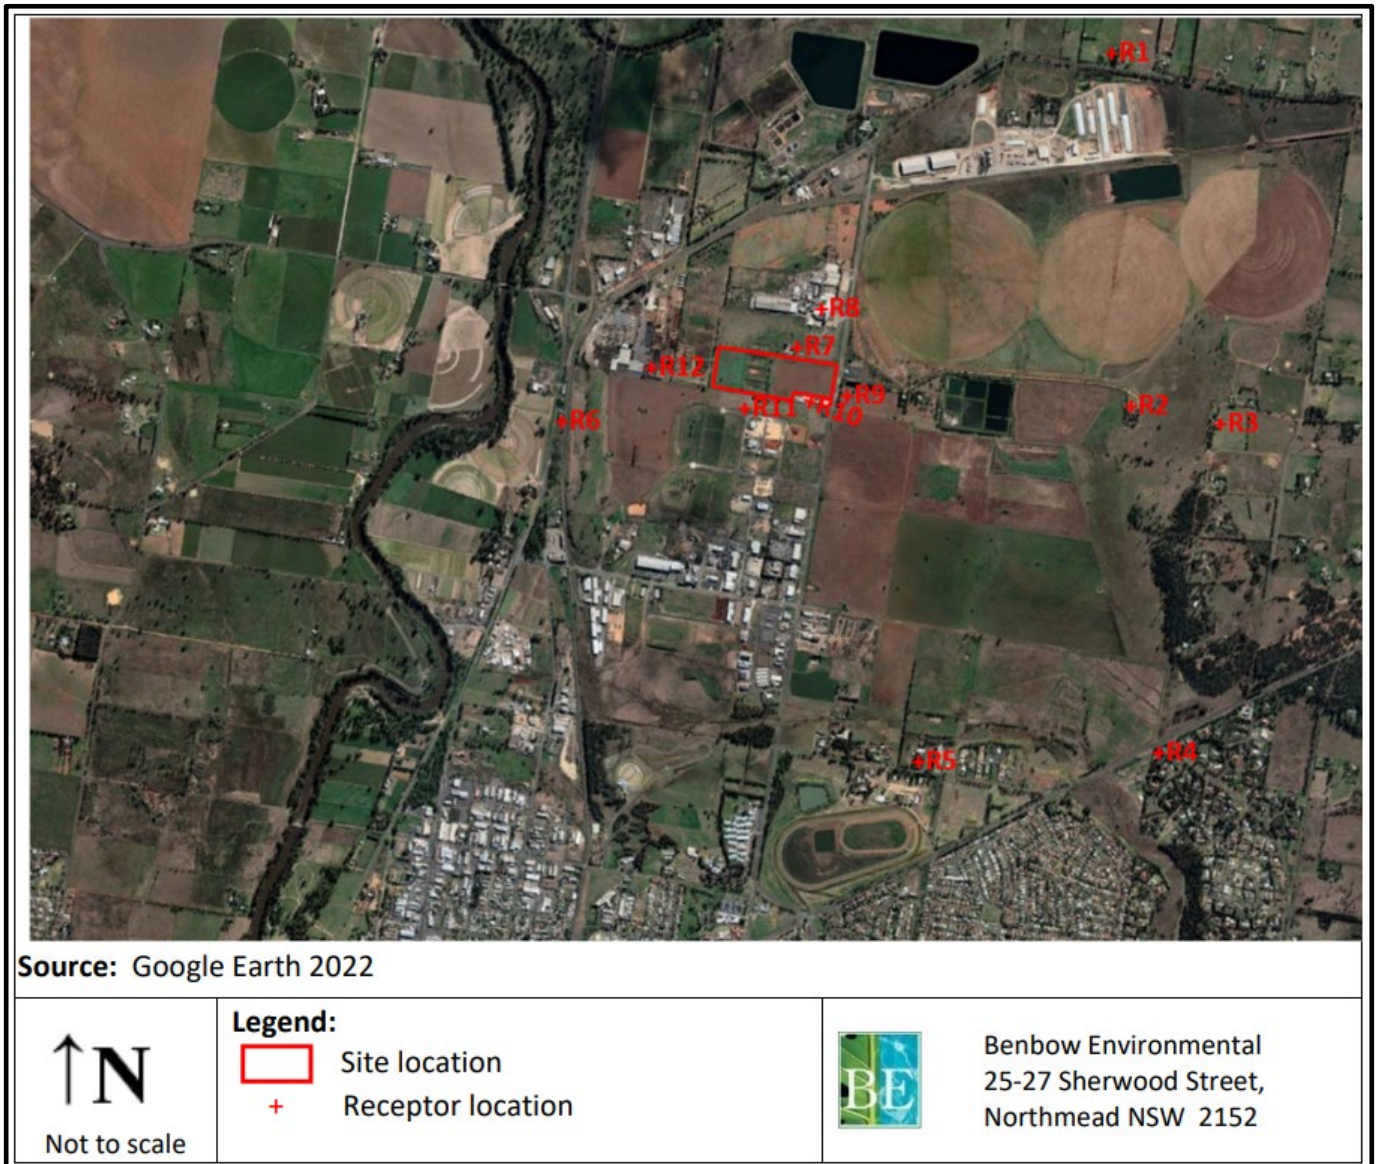 +R1
+R8
+R7
+R12
+R9
+R2
+R11
+R10
+R6
+R3
+R4
+R5
Source: Google Earth 2022
↑N
Not to scale
Legend:
Site location
+ Receptor location
BE
Benbow Environmental
25-27 Sherwood Street,
Northmead NSW 2152